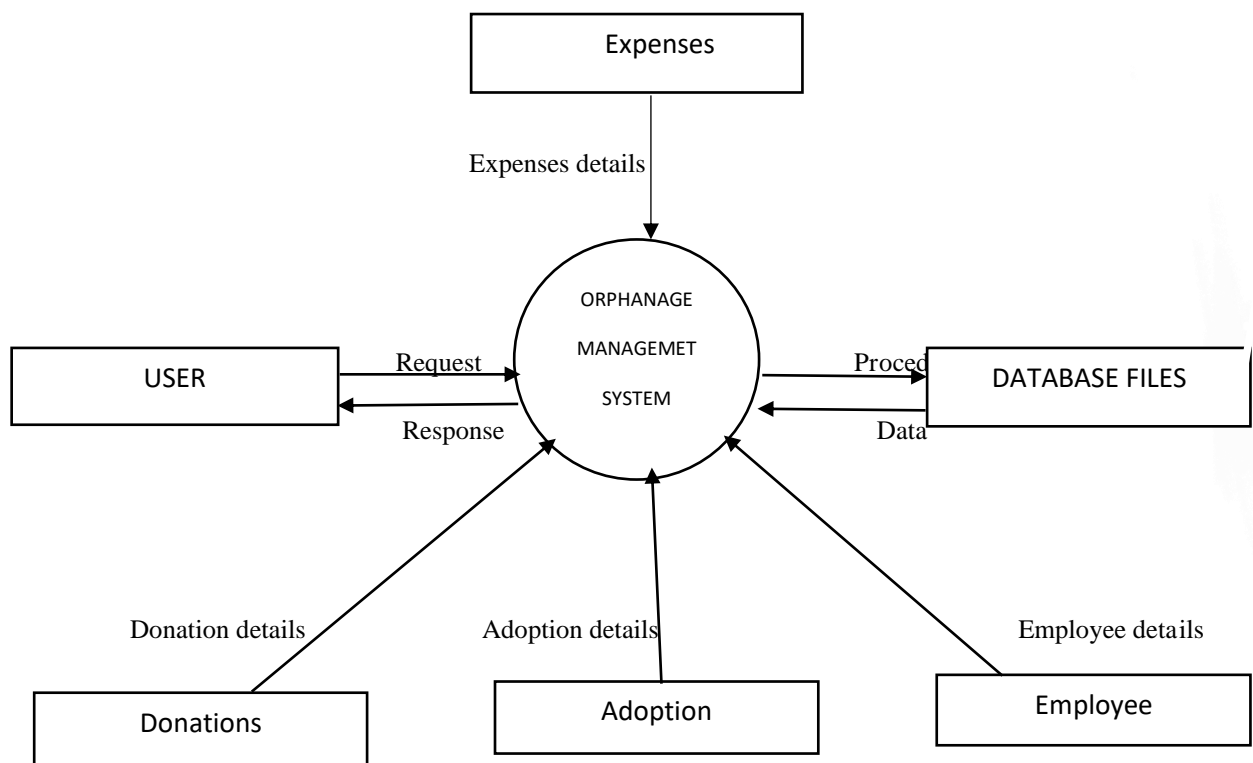 Expenses
Expenses details
ORPHANAGE
MANAGEMET
SYSTEM
USER
Request
Response
Proced
Data
DATABASE FILES
Donation details
Adoption details
Employee details
Donations
Adoption
Employee